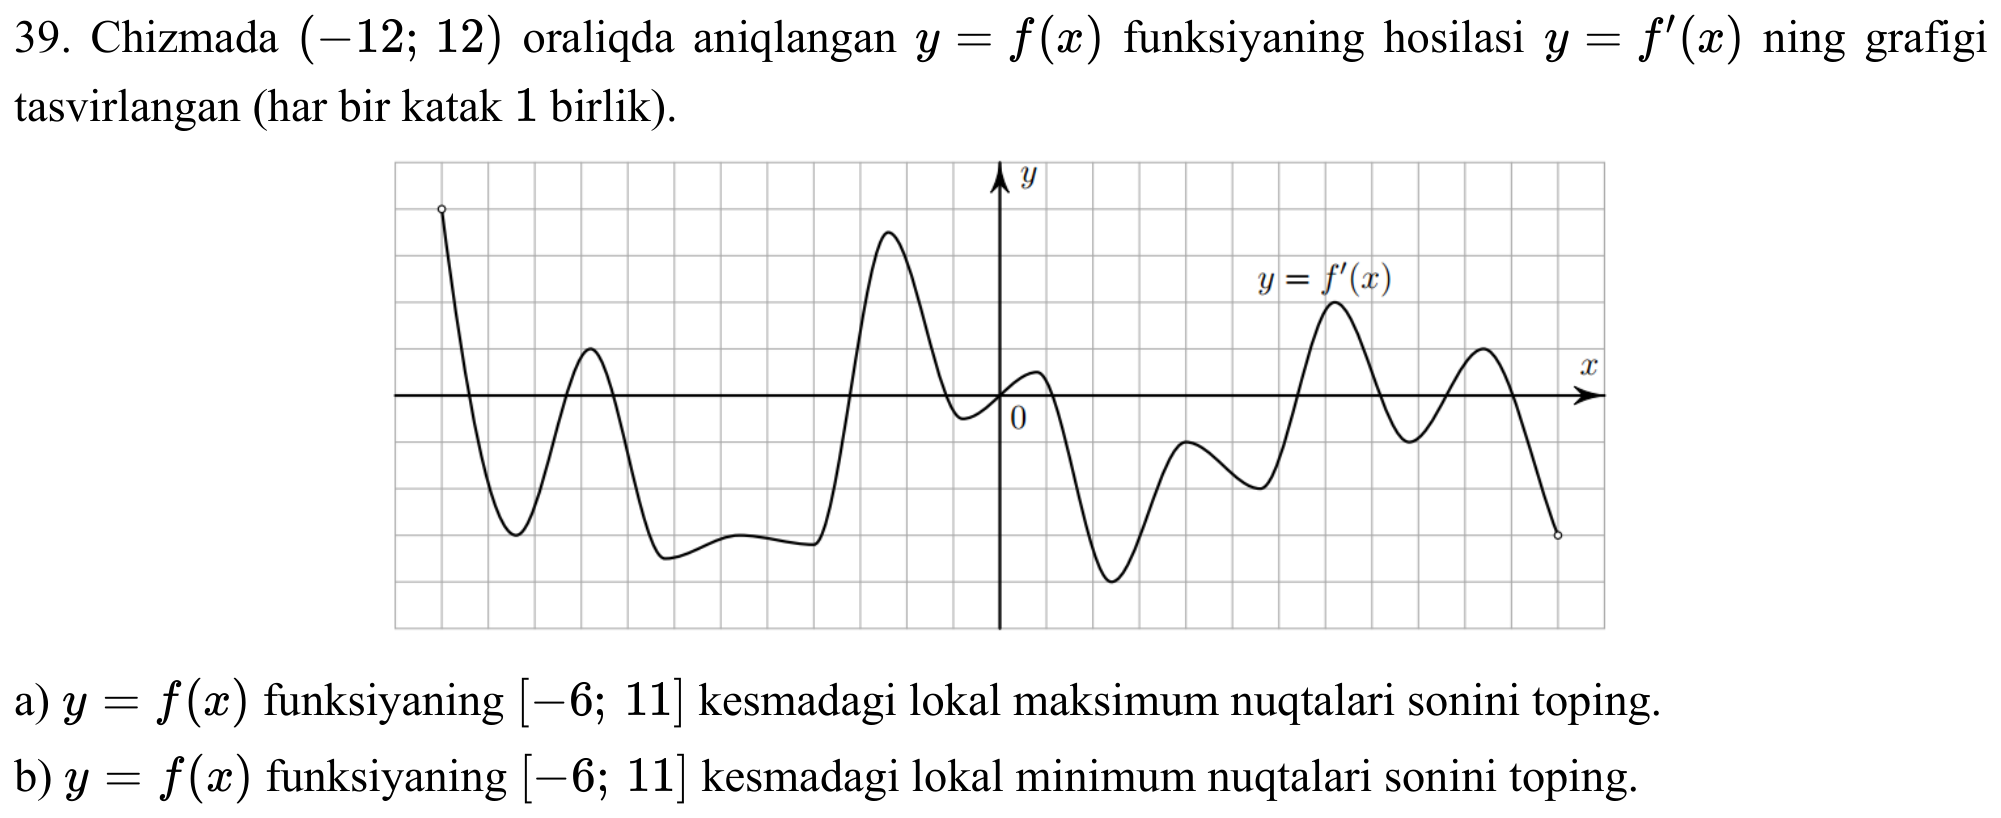 39. Chizmada (−12; 12) oraliqda aniqlangan y = f(x) funksiyaning hosilasi y = f′(x) ning grafigi
tasvirlangan (har bir katak 1 birlik).
y
y = f′(x)
x
0
a) y = f(x) funksiyaning [−6; 11] kesmadagi lokal maksimum nuqtalari sonini toping.
b) y = f(x) funksiyaning [−6; 11] kesmadagi lokal minimum nuqtalari sonini toping.